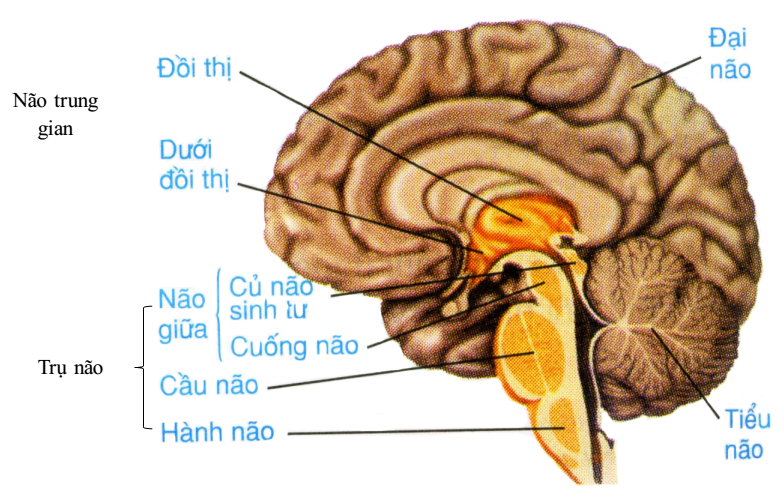 Đồi thị
Đại
não
Não trung
gian
Dưới
đồi thị
Não
giữa
Củ não
sinh tư
Cuống não
Trụ não
Cầu não
Hành não
Tiểu
não